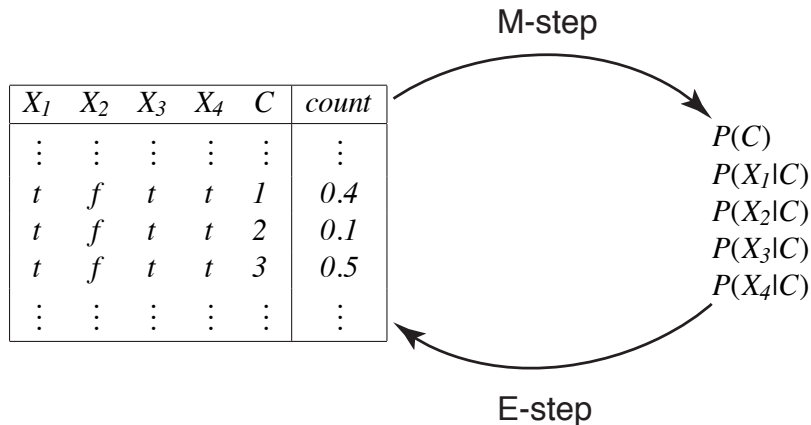 M-step
X1 X2 X3 X4 C count
⋮ ⋮ ⋮ ⋮ ⋮ ⋮
t f t t 1 0.4
t f t t 2 0.1
t f t t 3 0.5
⋮ ⋮ ⋮ ⋮ ⋮ ⋮
P(C)
P(X1|C)
P(X2|C)
P(X3|C)
P(X4|C)
E-step